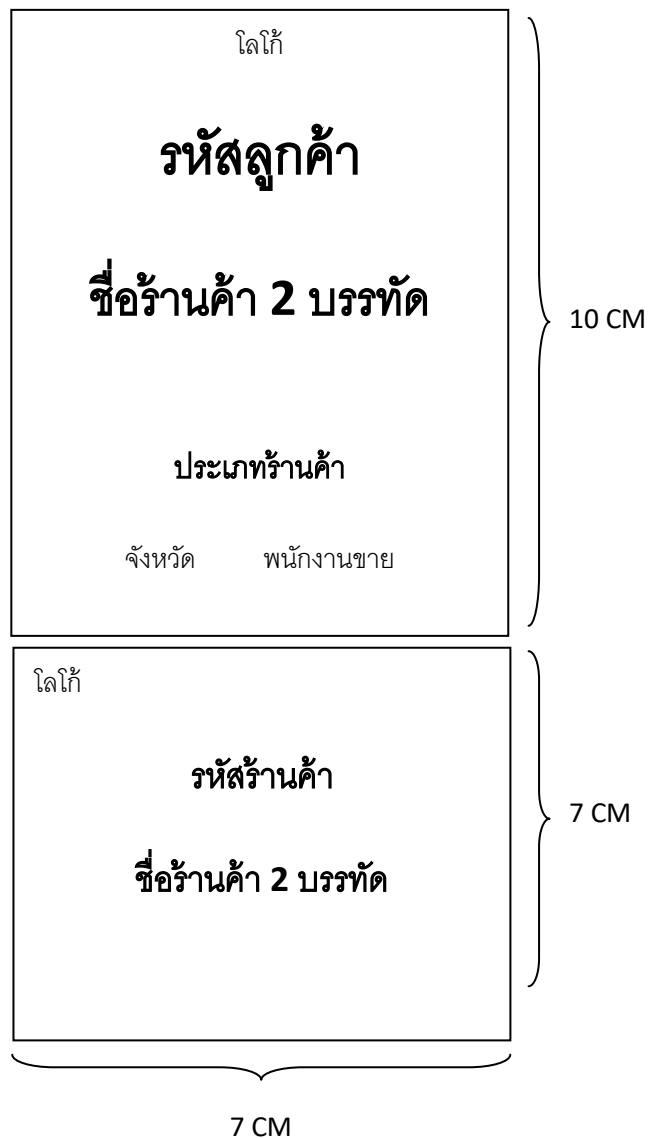 โลโก้
รหัสลูกค้า
ชื่อร้านค้า 2 บรรทัด
10 CM
ประเภทร้านค้า
จังหวัด พนักงานขาย
โลโก้
รหัสร้านค้า
7 CM
ชื่อร้านค้า 2 บรรทัด
7 CM